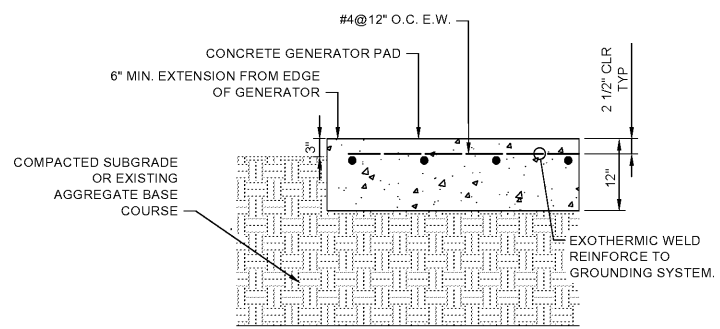 #4@12" O.C. E.W.
CONCRETE GENERATOR PAD
6" MIN. EXTENSION FROM EDGE
OF GENERATOR
2 1/2" CLR
TYP
3"
12"
COMPACTED SUBGRADE
OR EXISTING
AGGREGATE BASE
COURSE
EXOTHERMIC WELD
REINFORCE TO
GROUNDING SYSTEM.